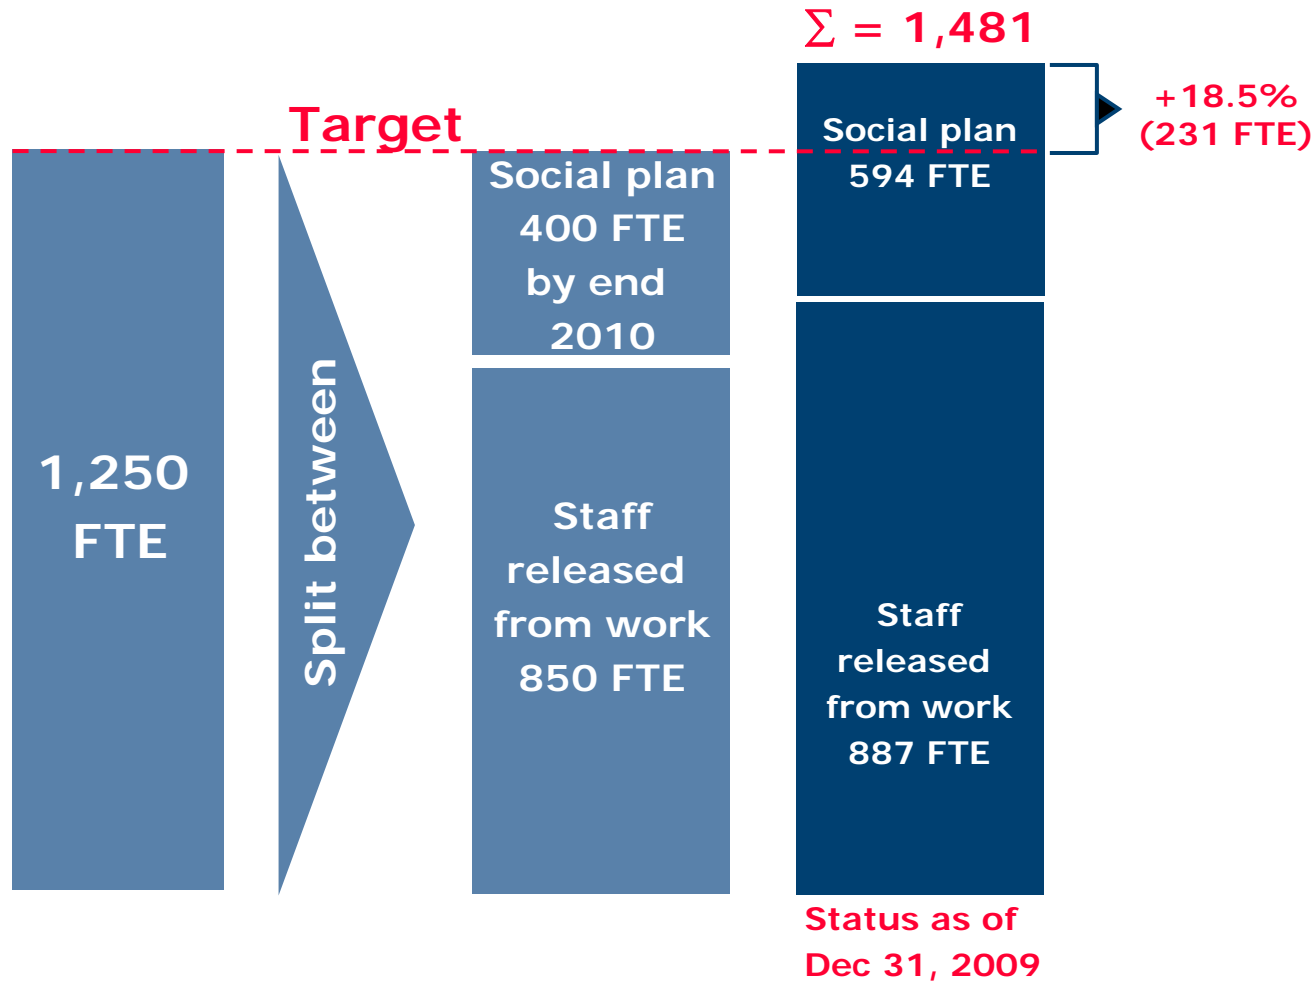 Target
1,250
FTE
Split between
Social plan
400 FTE
by end
2010
Staff
released
from work
850 FTE
Σ = 1,481
Social plan
594 FTE
Staff
released
from work
887 FTE
Status as of
Dec 31, 2009
+18.5%
(231 FTE)